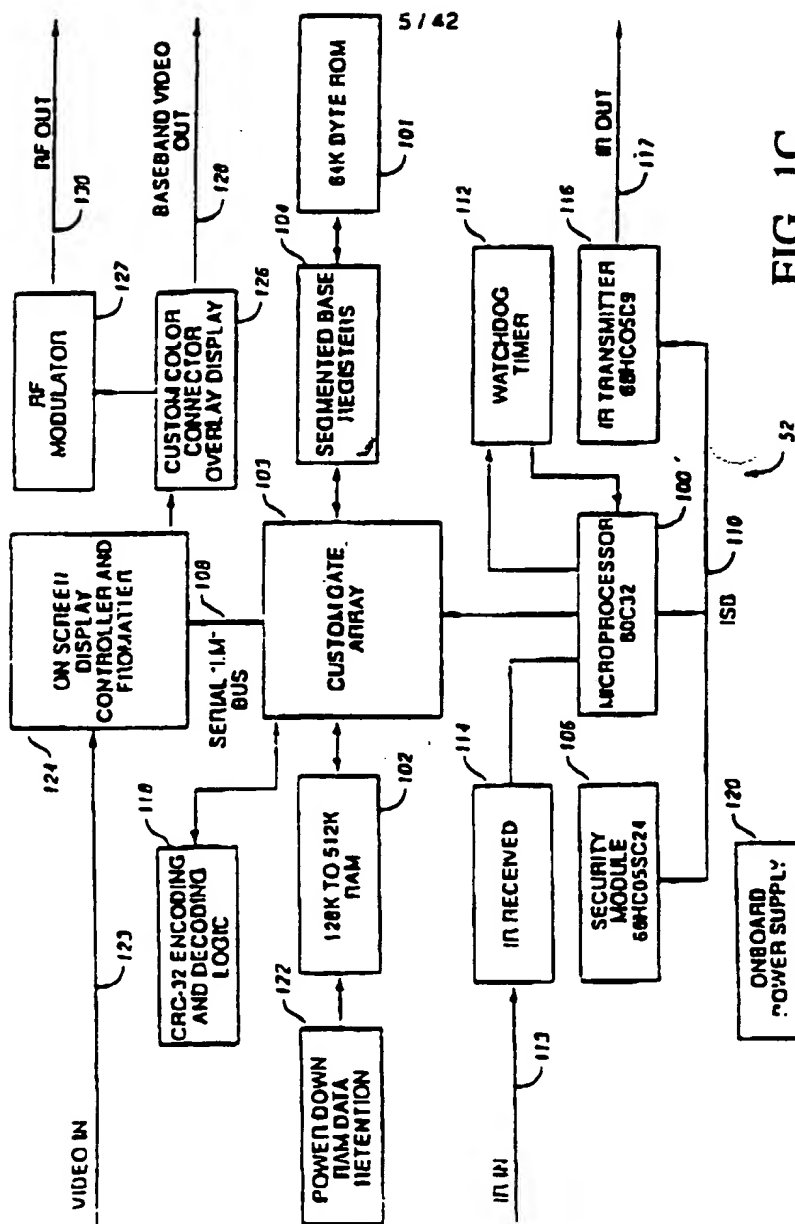 5 / 42
VIDEO IN
123
124
ON SCREEN
DISPLAY
CONTROLLER AND
FROMATTER
RF
MODULATOR
127
RF OUT
130
CUSTOM COLOR
CONNECTOR
OVERLAY DISPLAY
126
BASEBAND VIDEO
OUT
128
SERIAL "I.M-
BUS
108
118
CRC-32 ENCODING
AND DECODING
LOGIC
122
POWER DOWN
RAM DATA
RETENTION
128K TO 512K
RAM
102
103
CUSTOM GATE
ARRAY
SEGMENTED BASE
REGISTERS
104
64K BYTE ROM
101
IR IN
113
114
IR RECEIVED
106
SECURITY
MODULE
68HC05SC24
MICROPROCESSOR
80C32
100'
112
WATCHDOG
TIMER
116
IR TRANSMITTER
68HC05C9
IR OUT
117
ISB
110
52
120
ONBOARD
POWER SUPPLY
FIG. 1C